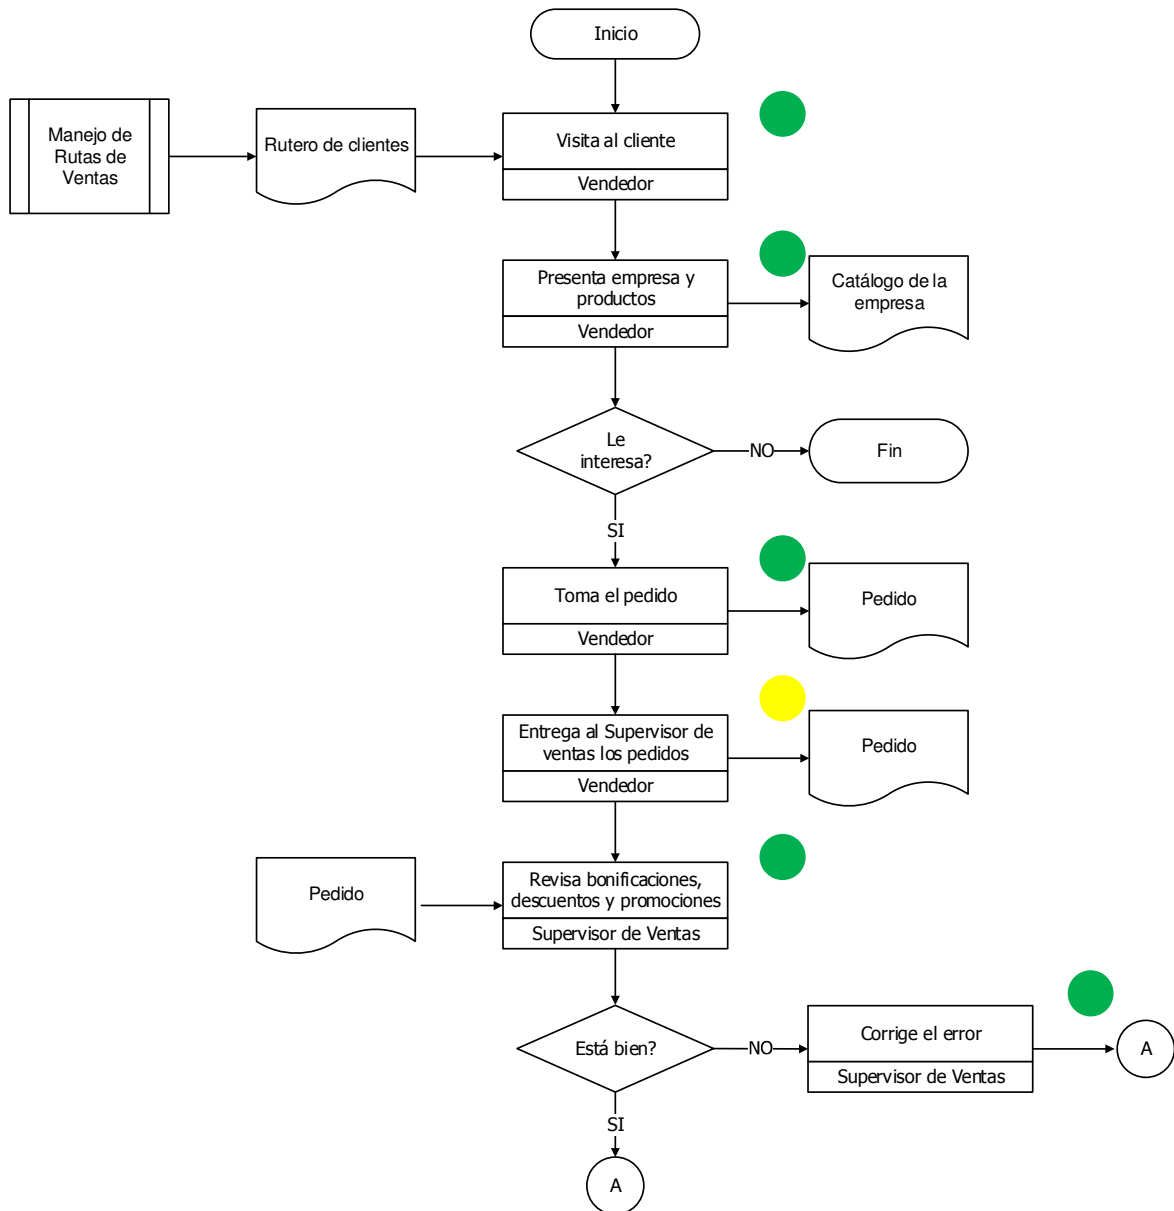 Inicio
Manejo de
Rutas de
Ventas
Rutero de clientes
Visita al cliente
Vendedor
Presenta empresa y
productos
Vendedor
Catálogo de la
empresa
Le
interesa?
NO
Fin
SI
Toma el pedido
Vendedor
Pedido
Entrega al Supervisor de
ventas los pedidos
Vendedor
Pedido
Pedido
Revisa bonificaciones,
descuentos y promociones
Supervisor de Ventas
Está bien?
NO
Corrige el error
Supervisor de Ventas
A
SI
A